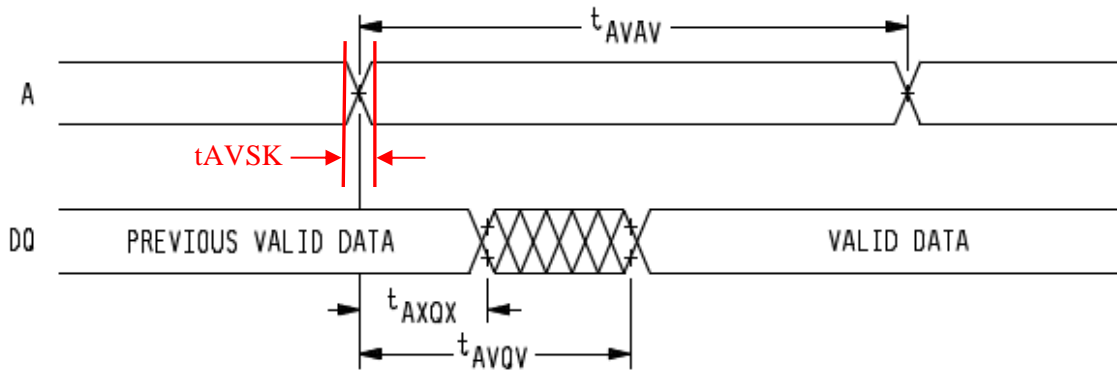 tAVAV
A
tAVSK
DQ PREVIOUS VALID DATA VALID DATA
tAXQX
tAVQV